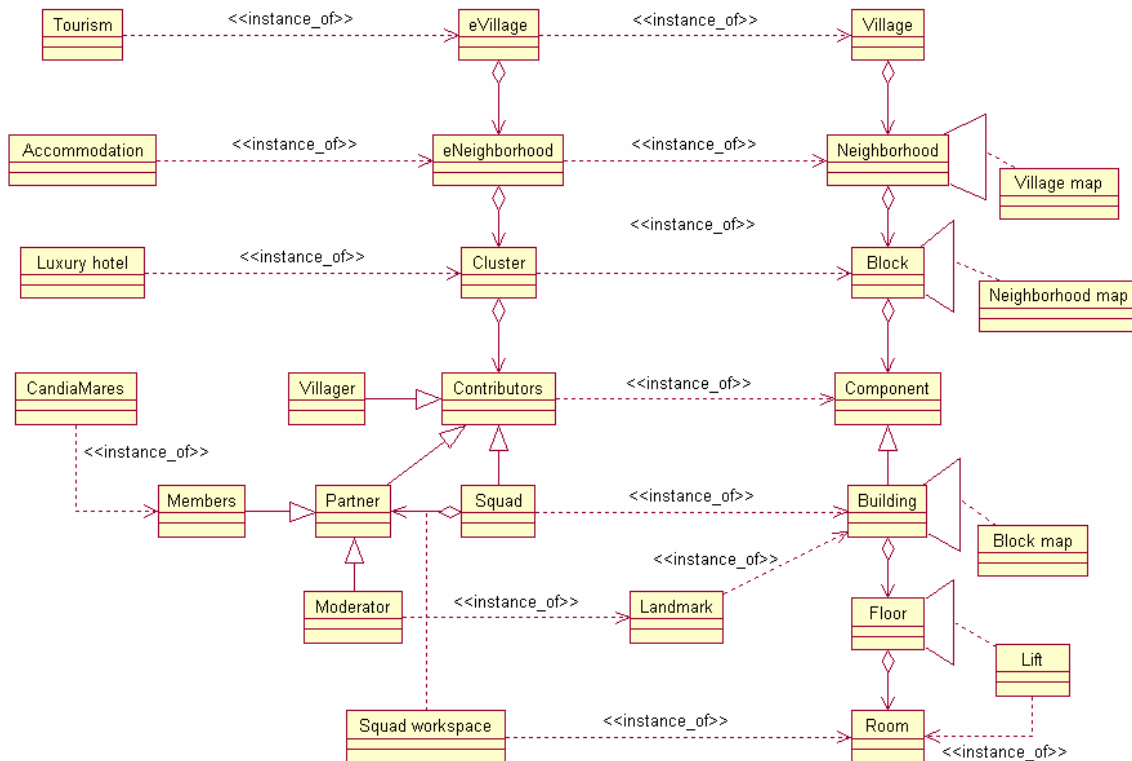 Tourism
<<instance_of>>
eVillage
<<instance_of>>
Village
Accommodation
<<instance_of>>
eNeighborhood
<<instance_of>>
Neighborhood
Village map
Luxury hotel
<<instance_of>>
Cluster
<<instance_of>>
Block
Neighborhood map
CandiaMares
Villager
Contributors
<<instance_of>>
Component
<<instance_of>>
Members
Partner
Squad
<<instance_of>>
Building
Block map
<<instance_of>>
Moderator
<<instance_of>>
Landmark
Floor
Lift
Squad workspace
<<instance_of>>
Room
<<instance_of>>